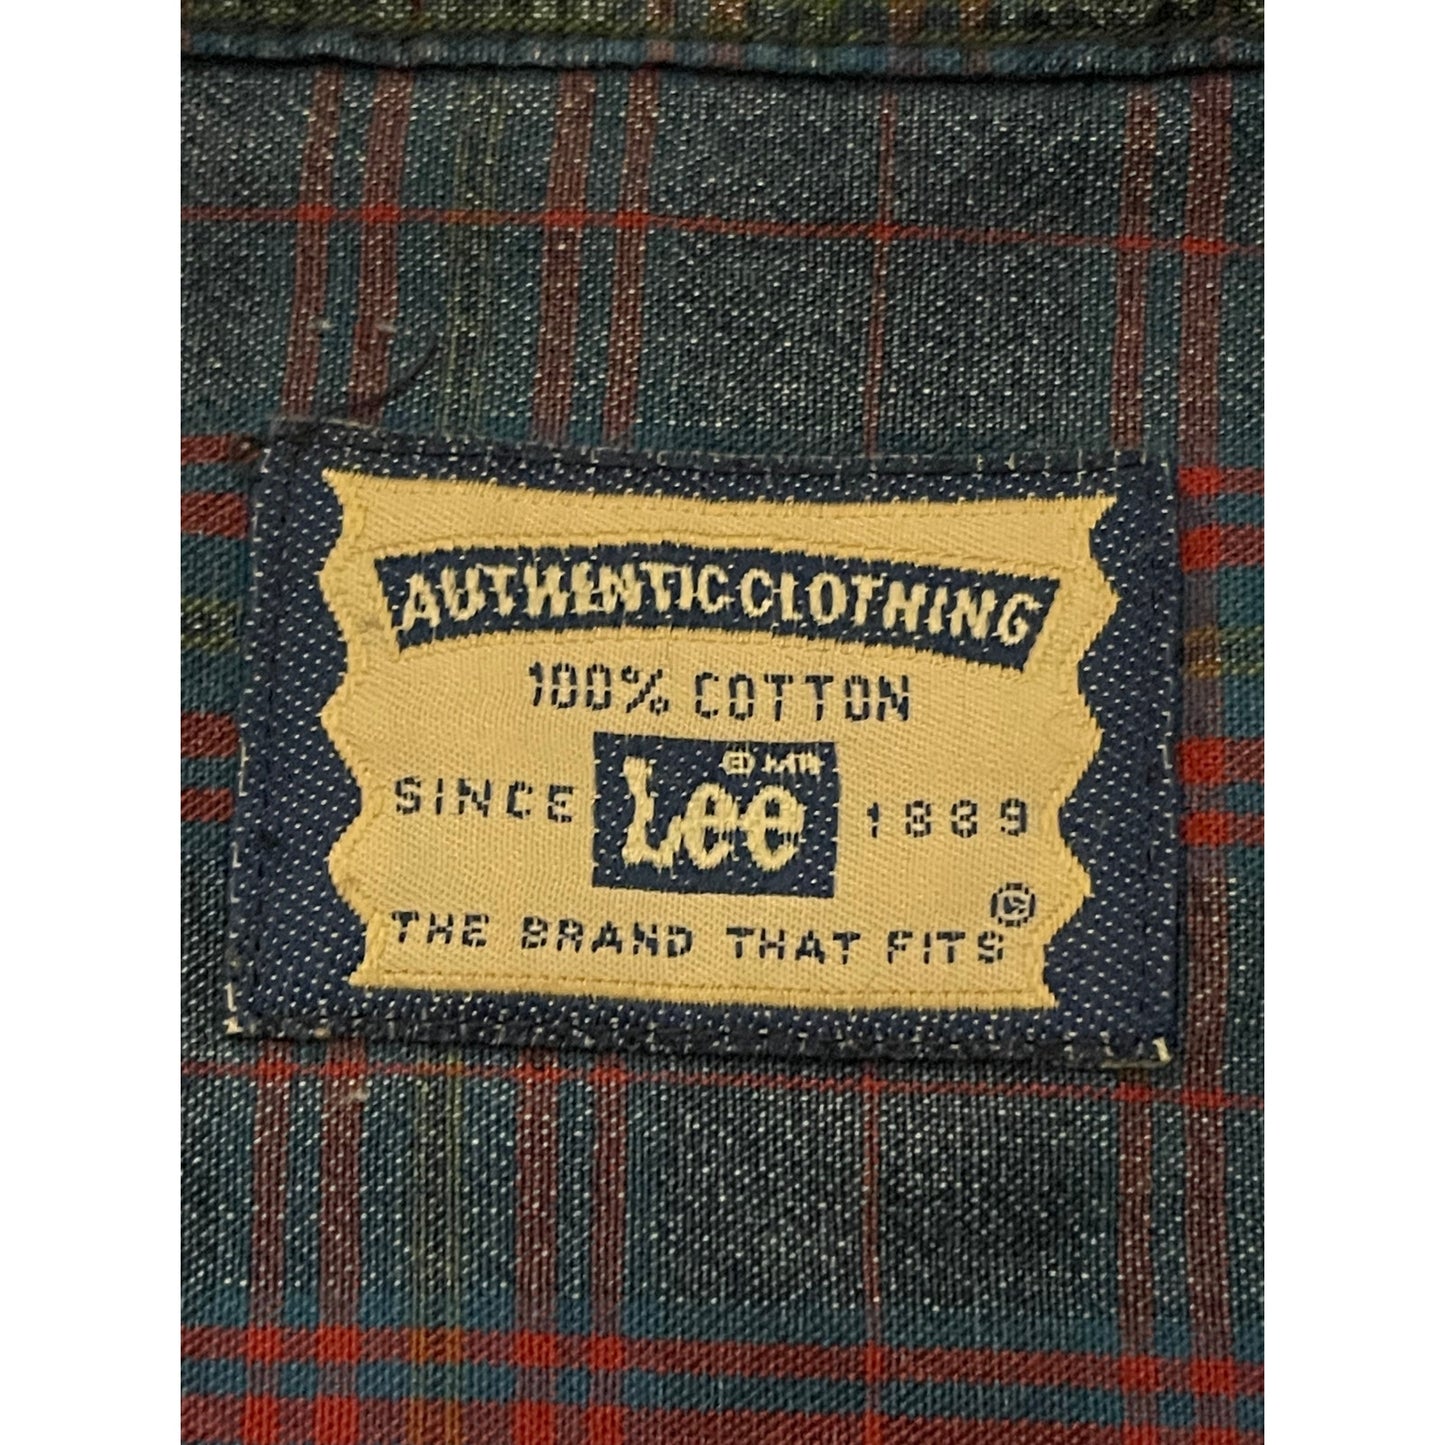 AUTHENTIC CLOTHING
100% COTTON
SINCE Lee ® 1889
THE BRAND THAT FITS ®